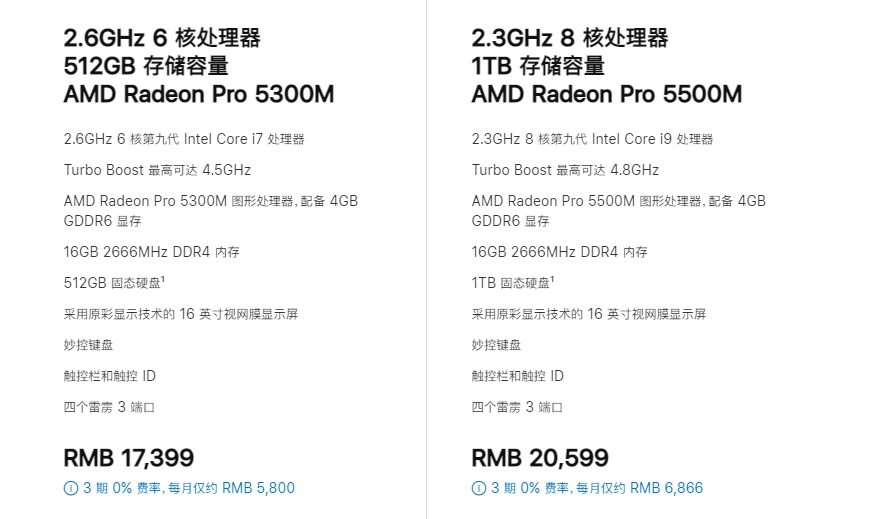 2.6GHz 6 核处理器
512GB 存储容量
AMD Radeon Pro 5300M
2.6GHz 6 核第九代 Intel Core i7 处理器
Turbo Boost 最高可达 4.5GHz
AMD Radeon Pro 5300M 图形处理器，配备 4GB
GDDR6 显存
16GB 2666MHz DDR4 内存
512GB 固态硬盘¹
采用原彩显示技术的 16 英寸视网膜显示屏
妙控键盘
触控栏和触控 ID
四个雷雳 3 端口
RMB 17,399
3 期 0% 费率，每月仅约 RMB 5,800
2.3GHz 8 核处理器
1TB 存储容量
AMD Radeon Pro 5500M
2.3GHz 8 核第九代 Intel Core i9 处理器
Turbo Boost 最高可达 4.8GHz
AMD Radeon Pro 5500M 图形处理器，配备 4GB
GDDR6 显存
16GB 2666MHz DDR4 内存
1TB 固态硬盘¹
采用原彩显示技术的 16 英寸视网膜显示屏
妙控键盘
触控栏和触控 ID
四个雷雳 3 端口
RMB 20,599
3 期 0% 费率，每月仅约 RMB 6,866